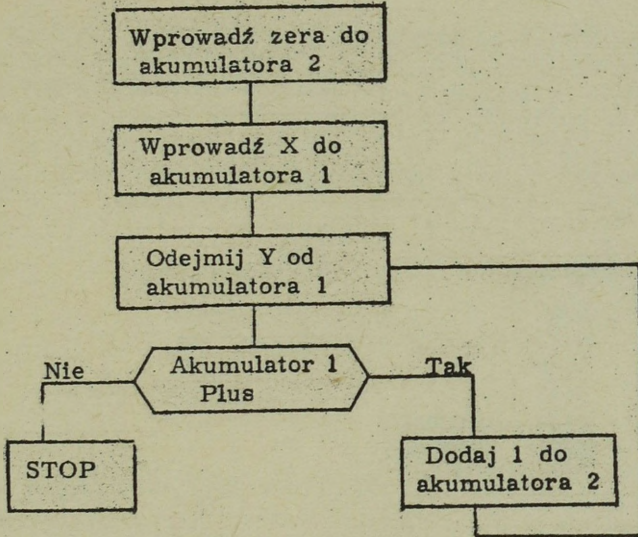 Wprowadź zera do
akumulatora 2
Wprowadź X do
akumulatora 1
Odejmij Y od
akumulatora 1
Akumulator 1
Plus
Nie
Tak
STOP
Dodaj 1 do
akumulatora 2